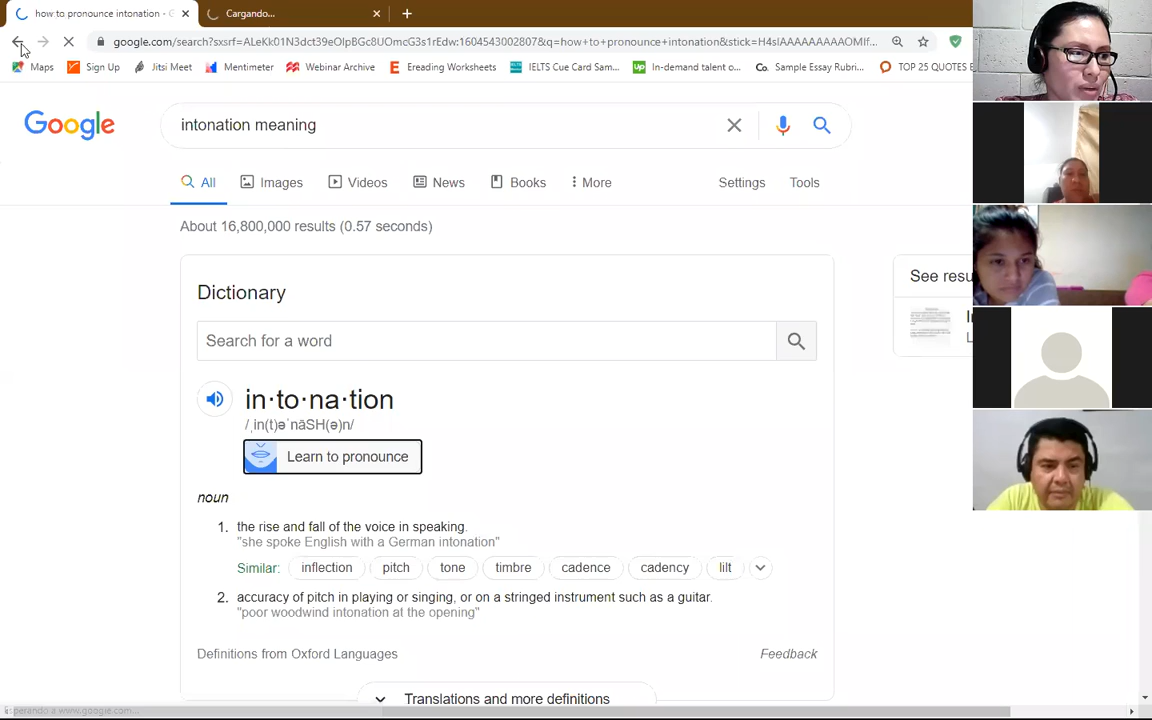 how to pronounce intonation - G
Cargando...
google.com/search?sxsrf=ALeKk01N3dct39eOlpBGc8UOmcG3s1rEdw:1604543002807&q=how+to+pronounce+intonation&stick=H4sIAAAAAAAAAOMIf...
Maps
Sign Up
Jitsi Meet
Mentimeter
Webinar Archive
Ereading Worksheets
IELTS Cue Card Sam...
In-demand talent o...
Co. Sample Essay Rubri...
TOP 25 QUOTES
Google
intonation meaning
All
Images
Videos
News
Books
More
Settings
Tools
About 16,800,000 results (0.57 seconds)
See resu
Dictionary
Search for a word
in·to·na·tion
/ˌin(t)əˈnāSH(ə)n/
Learn to pronounce
noun
1. the rise and fall of the voice in speaking.
"she spoke English with a German intonation"
Similar: inflection pitch tone timbre cadence cadency lilt
2. accuracy of pitch in playing or singing, or on a stringed instrument such as a guitar.
"poor woodwind intonation at the opening"
Definitions from Oxford Languages
Feedback
Translations and more definitions
sperando a www.google.com...